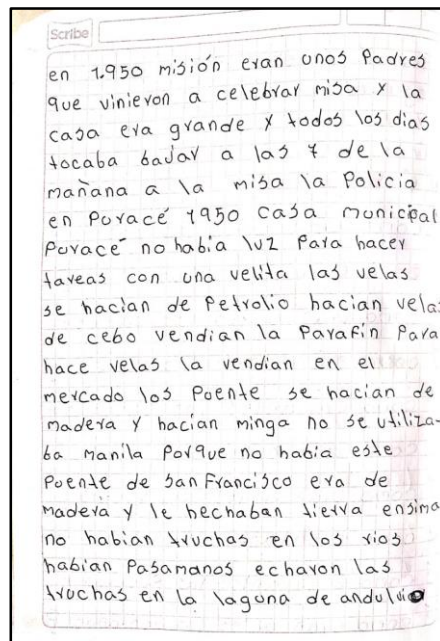 Scribe
en 1.950 misión eran unos Padres
que vinieron a celebrar misa y la
casa era grande y todos los dias
tocaba bajar a las 7 de la
mañana a la misa la Policia
en Puracé 1950 casa municipal
Puracé no habia luz Para hacer
tareas con una velita las velas
se hacian de Petrolio hacian velas
de cebo vendian la Parafin Para
hace velas la vendian en el
mercado los Puente se hacian de
madera y hacian minga no se utiliza-
ba manila Porque no habia este
Puente de San Francisco era de
madera y le hechaban tierra ensima
no habian truchas en los rios
habian Pasamanos echaron las
truchas en la laguna de